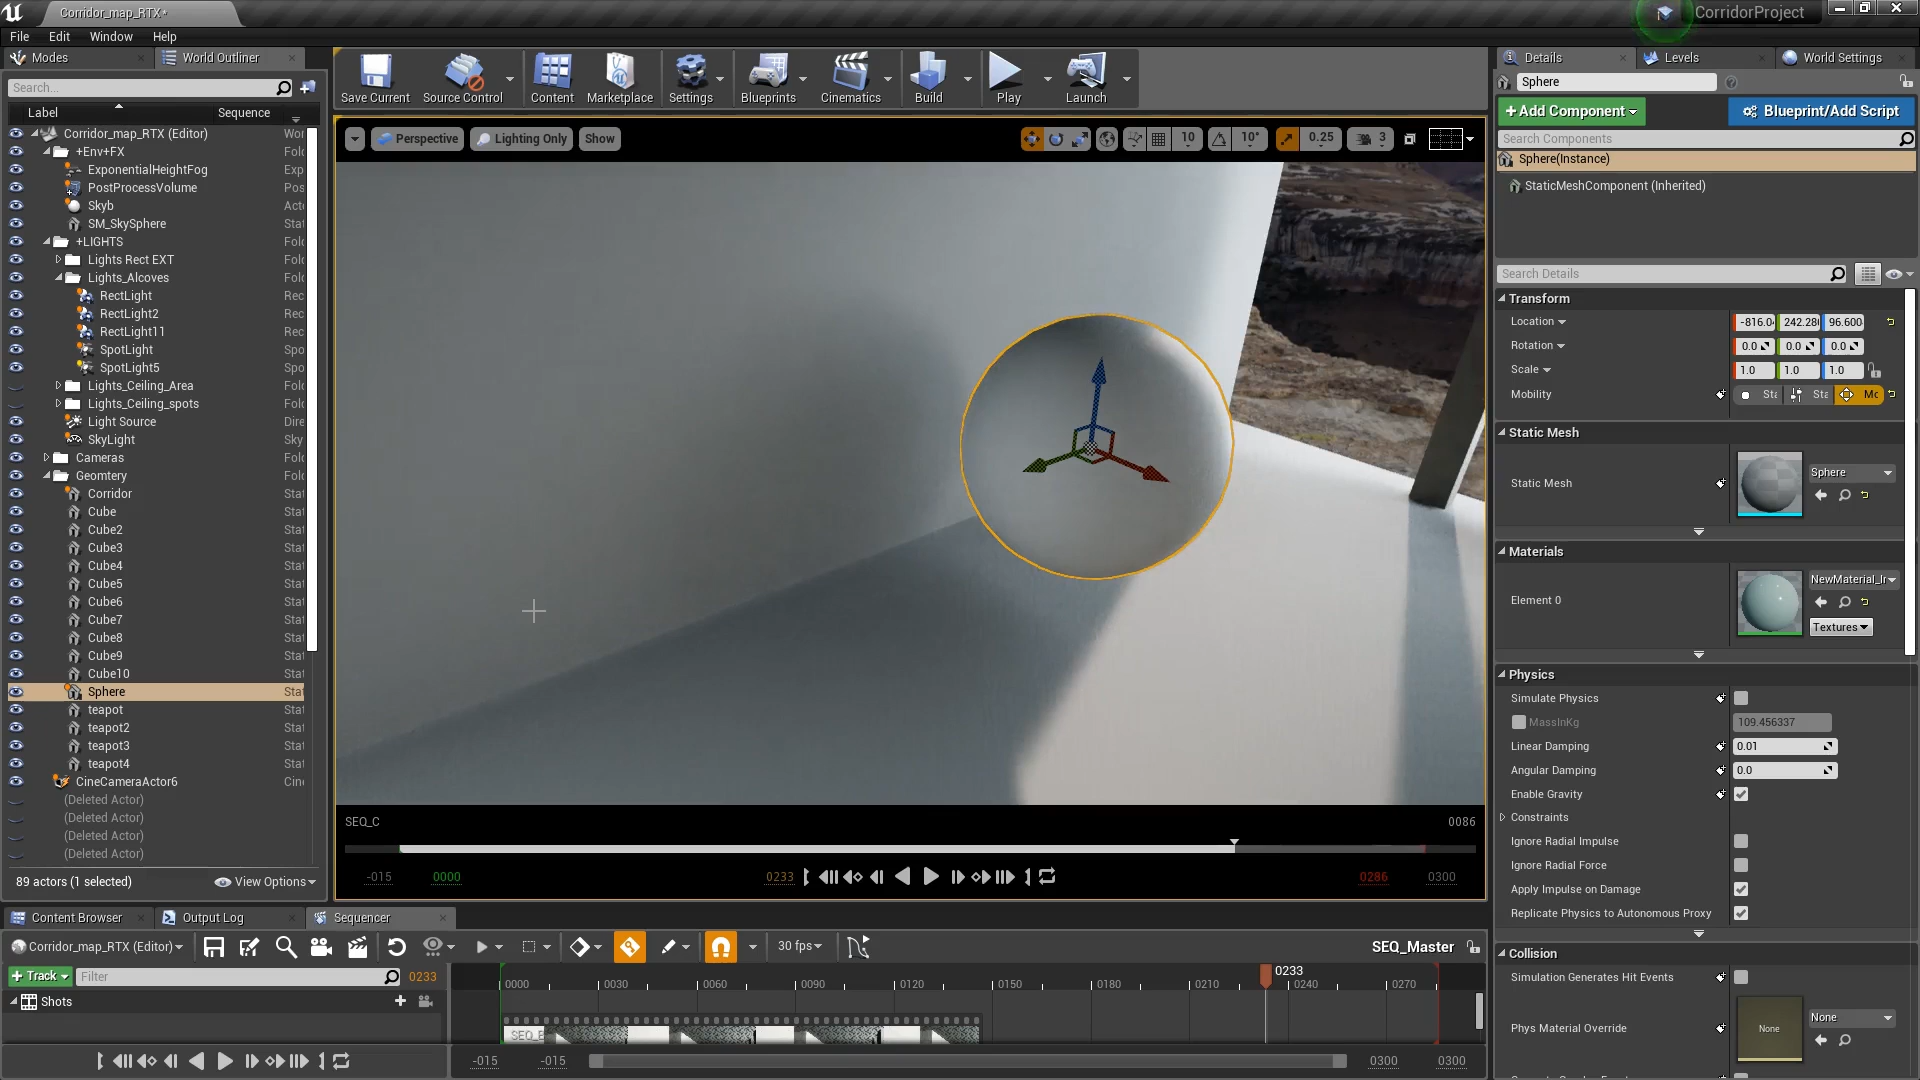 Corridor_map_RTX*
CorridorProject
File Edit Window Help
Modes
World Outliner
Search...
Label Sequence
Corridor_map_RTX (Editor)
+Env+FX
ExponentialHeightFog
PostProcessVolume
Skyb
SM_SkySphere
+LIGHTS
Lights Rect EXT
Lights_Alcoves
RectLight
RectLight2
RectLight11
SpotLight
SpotLight5
Lights_Ceiling_Area
Lights_Ceiling_spots
Light Source
SkyLight
Cameras
Geomtery
Corridor
Cube
Cube2
Cube3
Cube4
Cube5
Cube6
Cube7
Cube8
Cube9
Cube10
Sphere
teapot
teapot2
teapot3
teapot4
CineCameraActor6
(Deleted Actor)
(Deleted Actor)
(Deleted Actor)
(Deleted Actor)
89 actors (1 selected)
View Options
Save Current
Source Control
Content
Marketplace
Settings
Blueprints
Cinematics
Build
Play
Launch
Perspective
Lighting Only
Show
10
10°
0.25
3
SEQ_C
0086
-015
0000
0233
0286
0300
Content Browser
Output Log
Sequencer
Corridor_map_RTX (Editor)
30 fps
SEQ_Master
+ Track
Filter
0233
Shots
0233
0000 0030 0060 0090 0120 0150 0180 0210 0240 0270
-015
-015
0300
0300
Details
Levels
World Settings
Sphere
+ Add Component
Blueprint/Add Script
Search Components
Sphere(Instance)
StaticMeshComponent (Inherited)
Search Details
Transform
Location -816.0 242.280 96.600
Rotation 0.0 0.0 0.0
Scale 1.0 1.0 1.0
Mobility
Static Mesh
Static Mesh
Sphere
Materials
Element 0
NewMaterial_In
Textures
Physics
Simulate Physics
MassInKg 109.456337
Linear Damping 0.01
Angular Damping 0.0
Enable Gravity
Constraints
Ignore Radial Impulse
Ignore Radial Force
Apply Impulse on Damage
Replicate Physics to Autonomous Proxy
Collision
Simulation Generates Hit Events
Phys Material Override
None
None